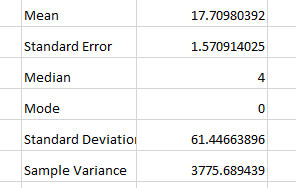 Mean 17.70980392
Standard Error 1.570914025
Median 4
Mode 0
Standard Deviatio 61.44663896
Sample Variance 3775.689439